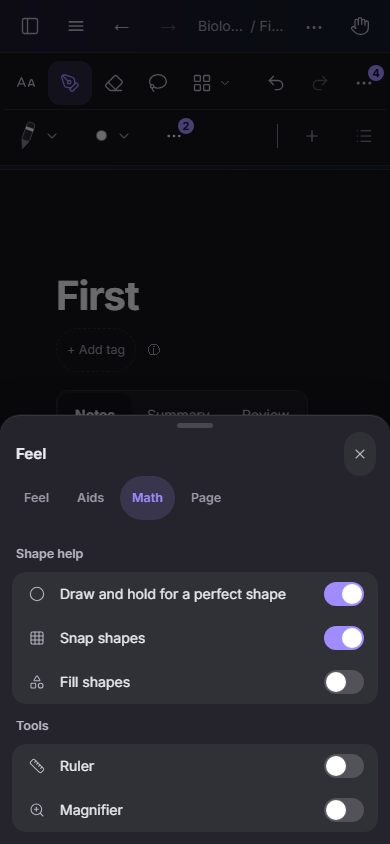 Biolo... / Fi...
Aa
4
2
First
+ Add tag
Notes Summary Review
Feel
Feel Aids Math Page
Shape help
Draw and hold for a perfect shape
Snap shapes
Fill shapes
Tools
Ruler
Magnifier